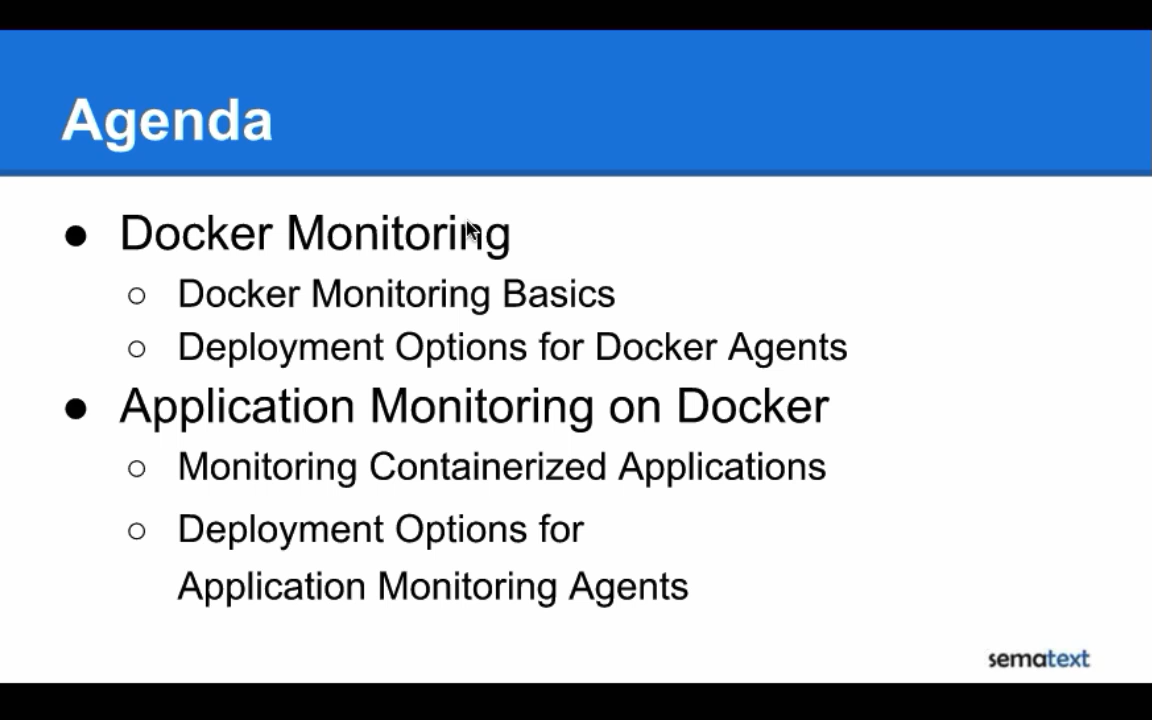 Agenda
● Docker Monitoring
○ Docker Monitoring Basics
○ Deployment Options for Docker Agents
● Application Monitoring on Docker
○ Monitoring Containerized Applications
○ Deployment Options for
Application Monitoring Agents
sematext